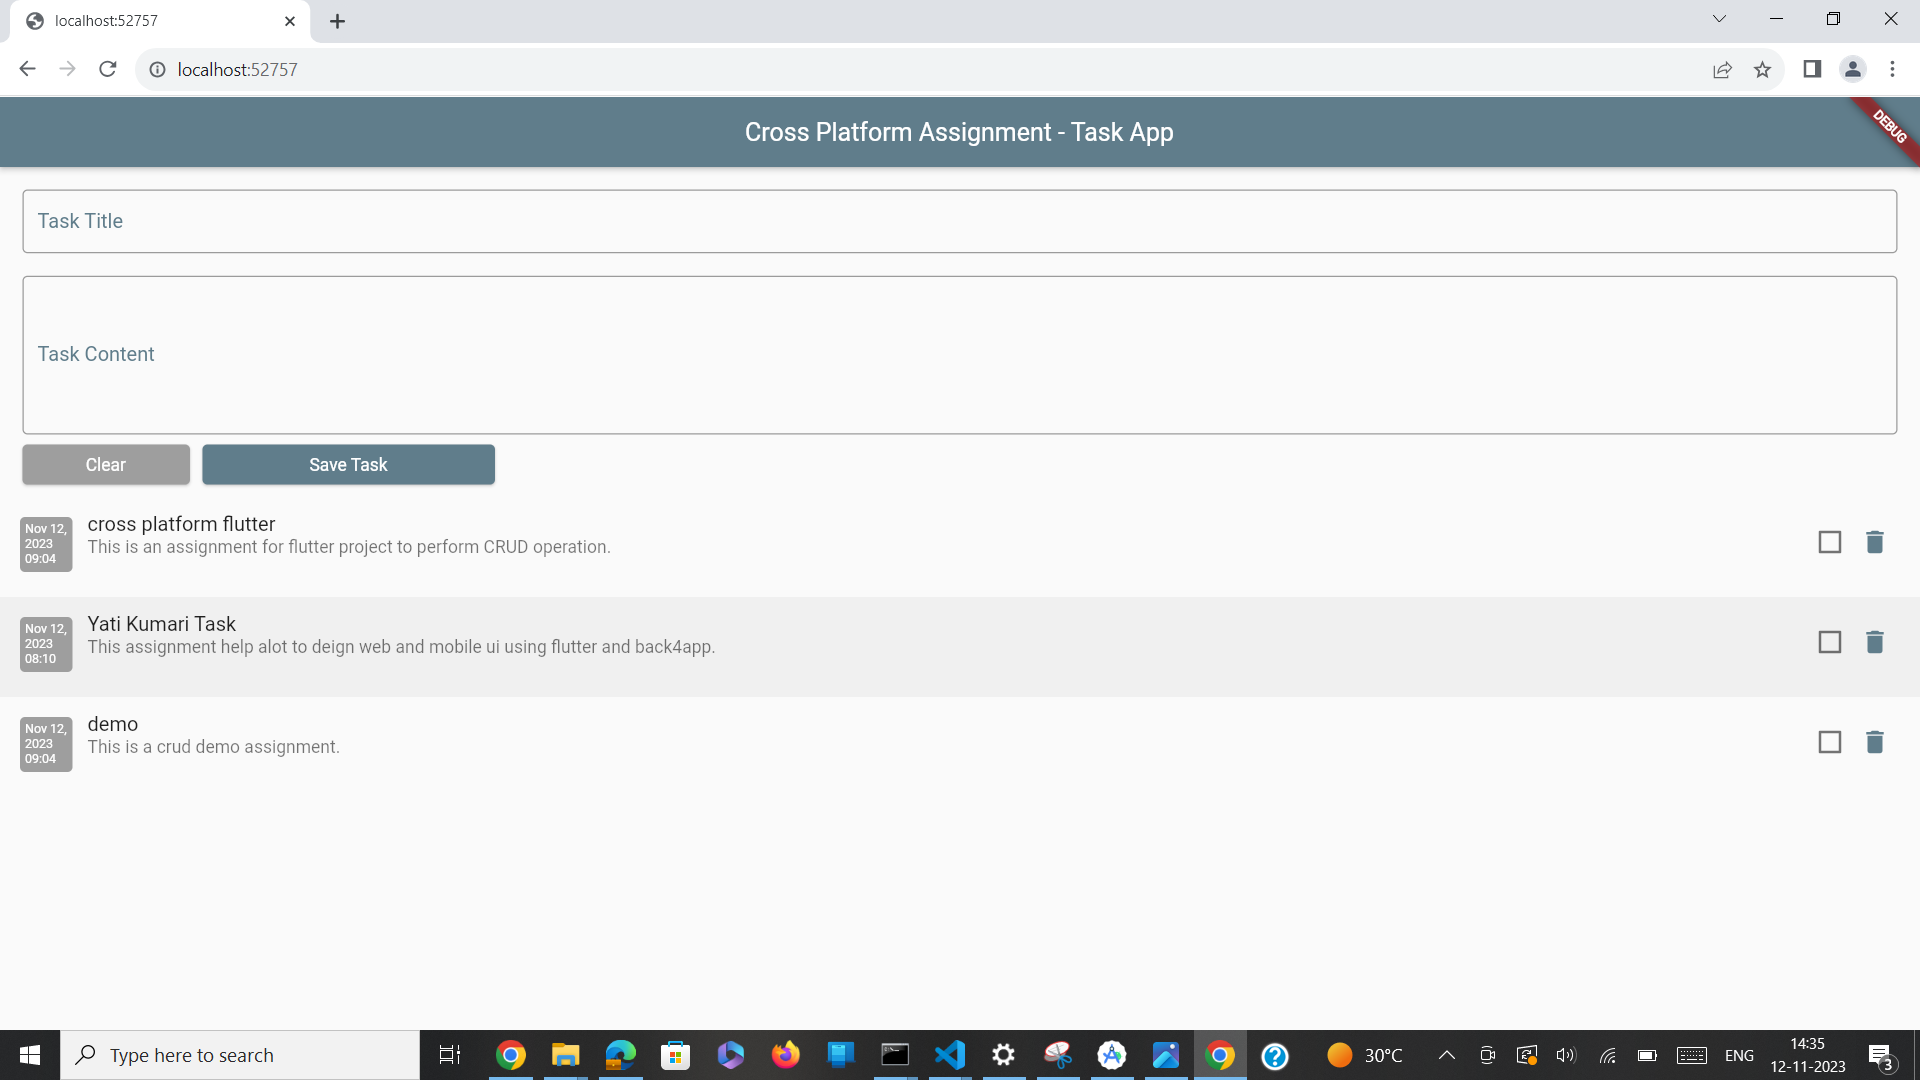 localhost:52757
localhost:52757
Cross Platform Assignment - Task App
DEBUG
Task Title
Task Content
Clear
Save Task
Nov 12,
2023
09:04
cross platform flutter
This is an assignment for flutter project to perform CRUD operation.
Nov 12,
2023
08:10
Yati Kumari Task
This assignment help alot to deign web and mobile ui using flutter and back4app.
Nov 12,
2023
09:04
demo
This is a crud demo assignment.
Type here to search
30°C
ENG
14:35
12-11-2023
3